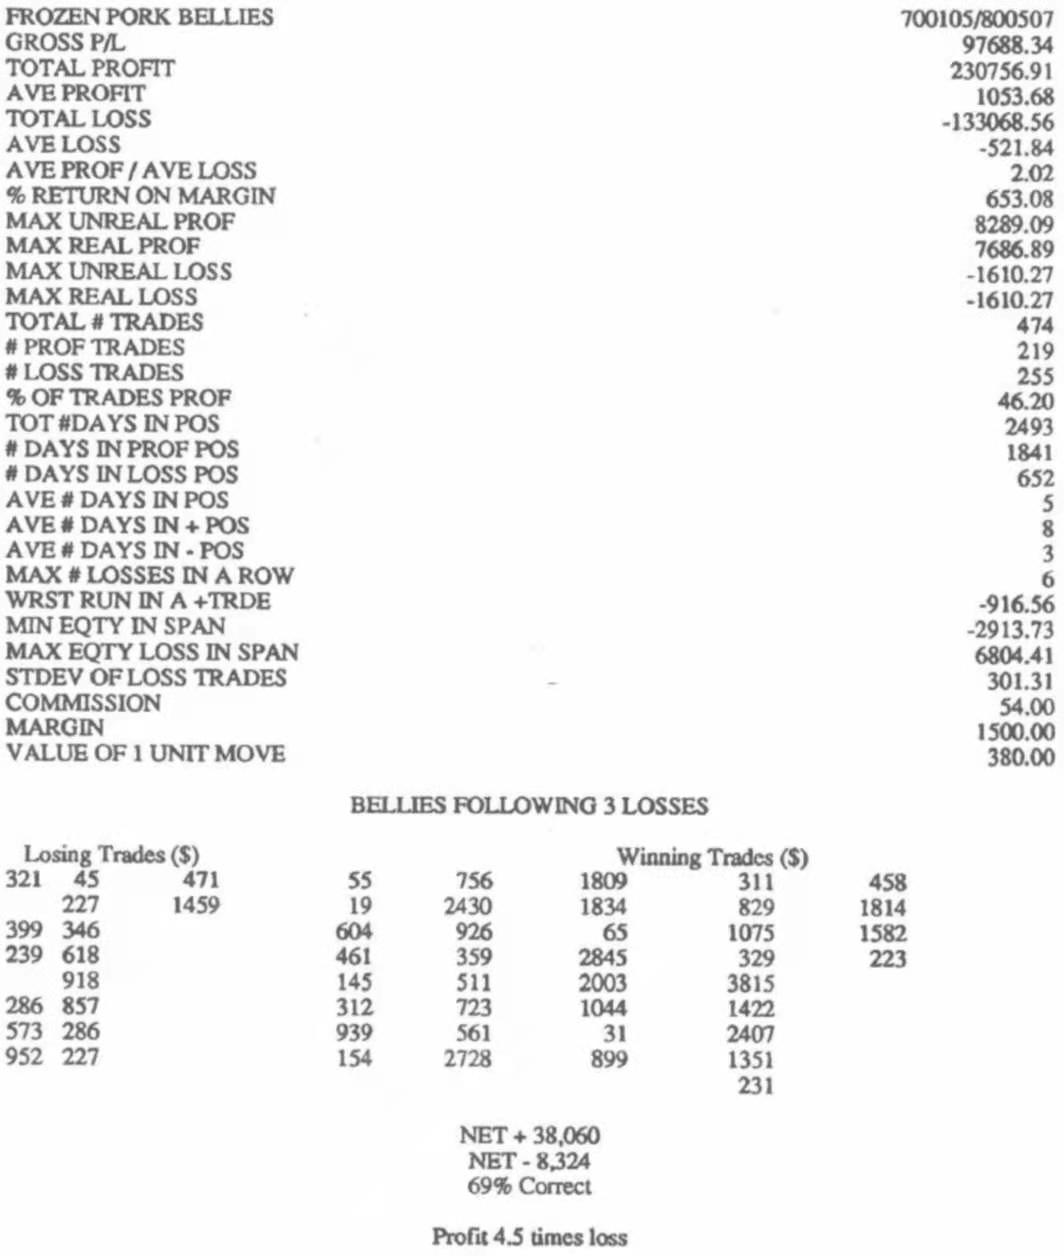 FROZEN PORK BELLIES 700105/800507
GROSS P/L 97688.34
TOTAL PROFIT 230756.91
AVE PROFIT 1053.68
TOTAL LOSS -133068.56
AVE LOSS -521.84
AVE PROF / AVE LOSS 2.02
% RETURN ON MARGIN 653.08
MAX UNREAL PROF 8289.09
MAX REAL PROF 7686.89
MAX UNREAL LOSS -1610.27
MAX REAL LOSS -1610.27
TOTAL # TRADES 474
# PROF TRADES 219
# LOSS TRADES 255
% OF TRADES PROF 46.20
TOT #DAYS IN POS 2493
# DAYS IN PROF POS 1841
# DAYS IN LOSS POS 652
AVE # DAYS IN POS 5
AVE # DAYS IN + POS 8
AVE # DAYS IN - POS 3
MAX # LOSSES IN A ROW 6
WRST RUN IN A +TRDE -916.56
MIN EQTY IN SPAN -2913.73
MAX EQTY LOSS IN SPAN 6804.41
STDEV OF LOSS TRADES 301.31
COMMISSION 54.00
MARGIN 1500.00
VALUE OF 1 UNIT MOVE 380.00
BELLIES FOLLOWING 3 LOSSES
Losing Trades ($) Winning Trades ($)
321 45 471 55 756 1809 311 458
227 1459 19 2430 1834 829 1814
399 346 604 926 65 1075 1582
239 618 461 359 2845 329 223
918 145 511 2003 3815
286 857 312 723 1044 1422
573 286 939 561 31 2407
952 227 154 2728 899 1351
231
NET + 38,060
NET - 8,324
69% Correct
Profit 4.5 times loss